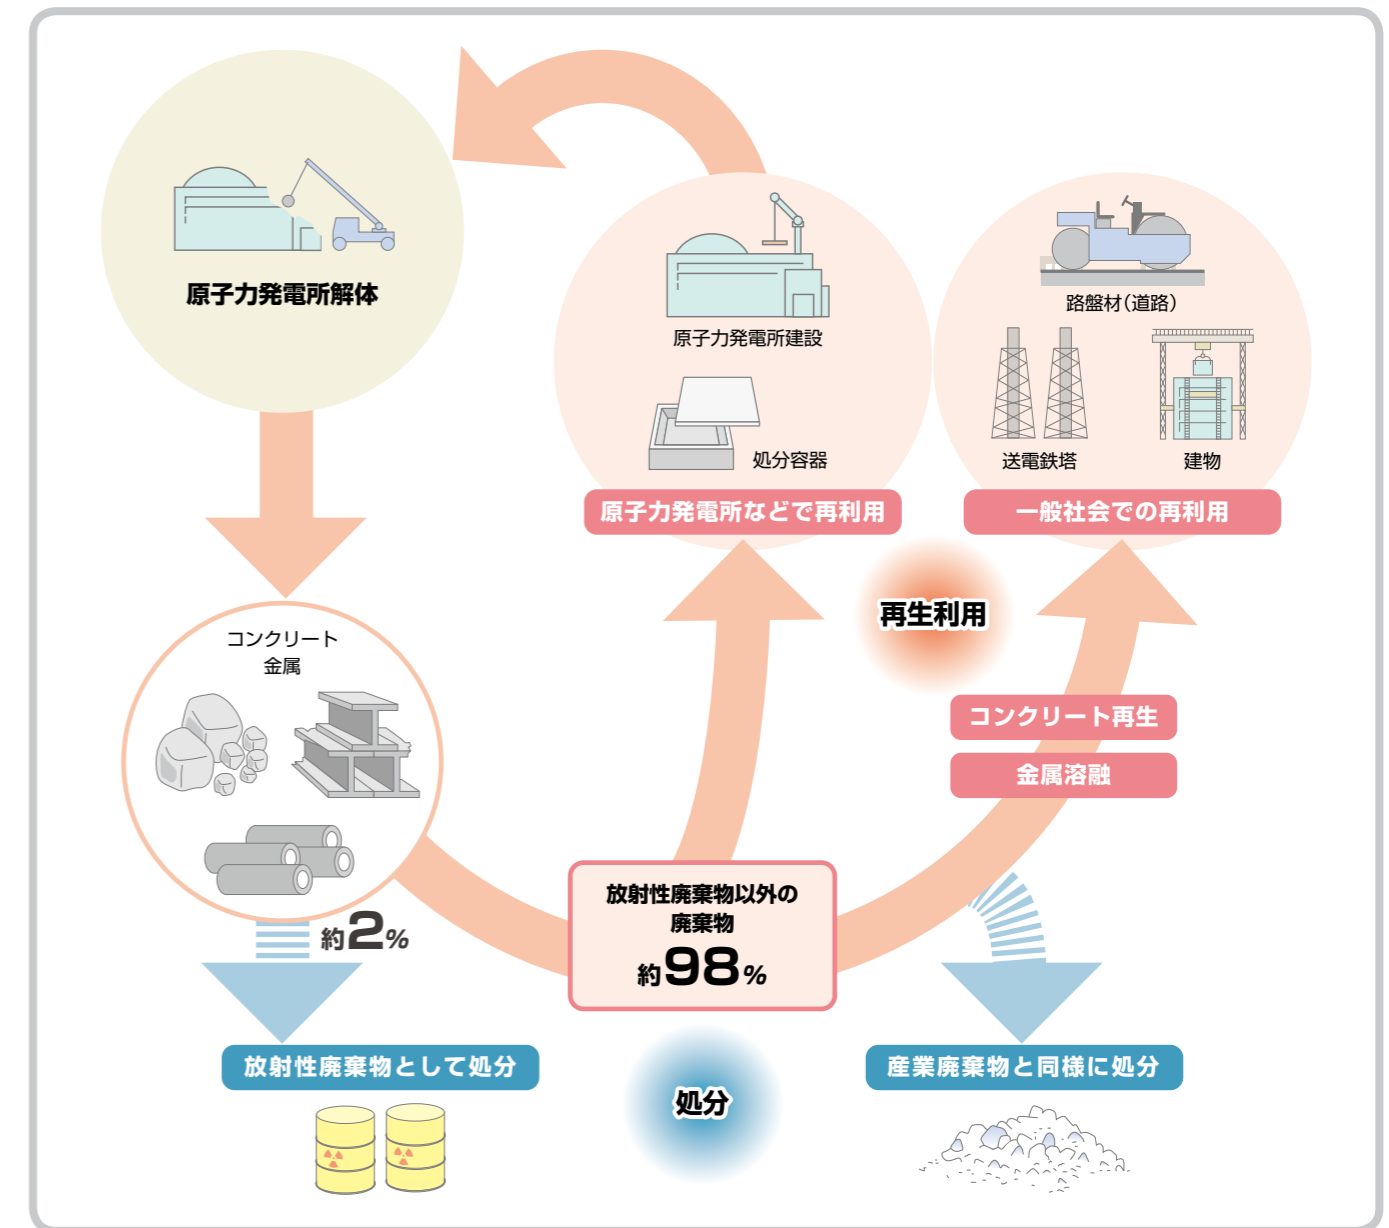 原子力発電所解体
原子力発電所建設
処分容器
原子力発電所などで再利用
路盤材(道路)
送電鉄塔
建物
一般社会での再利用
再生利用
コンクリート再生
金属溶融
コンクリート
金属
約2%
放射性廃棄物以外の
廃棄物
約98%
放射性廃棄物として処分
処分
産業廃棄物と同様に処分